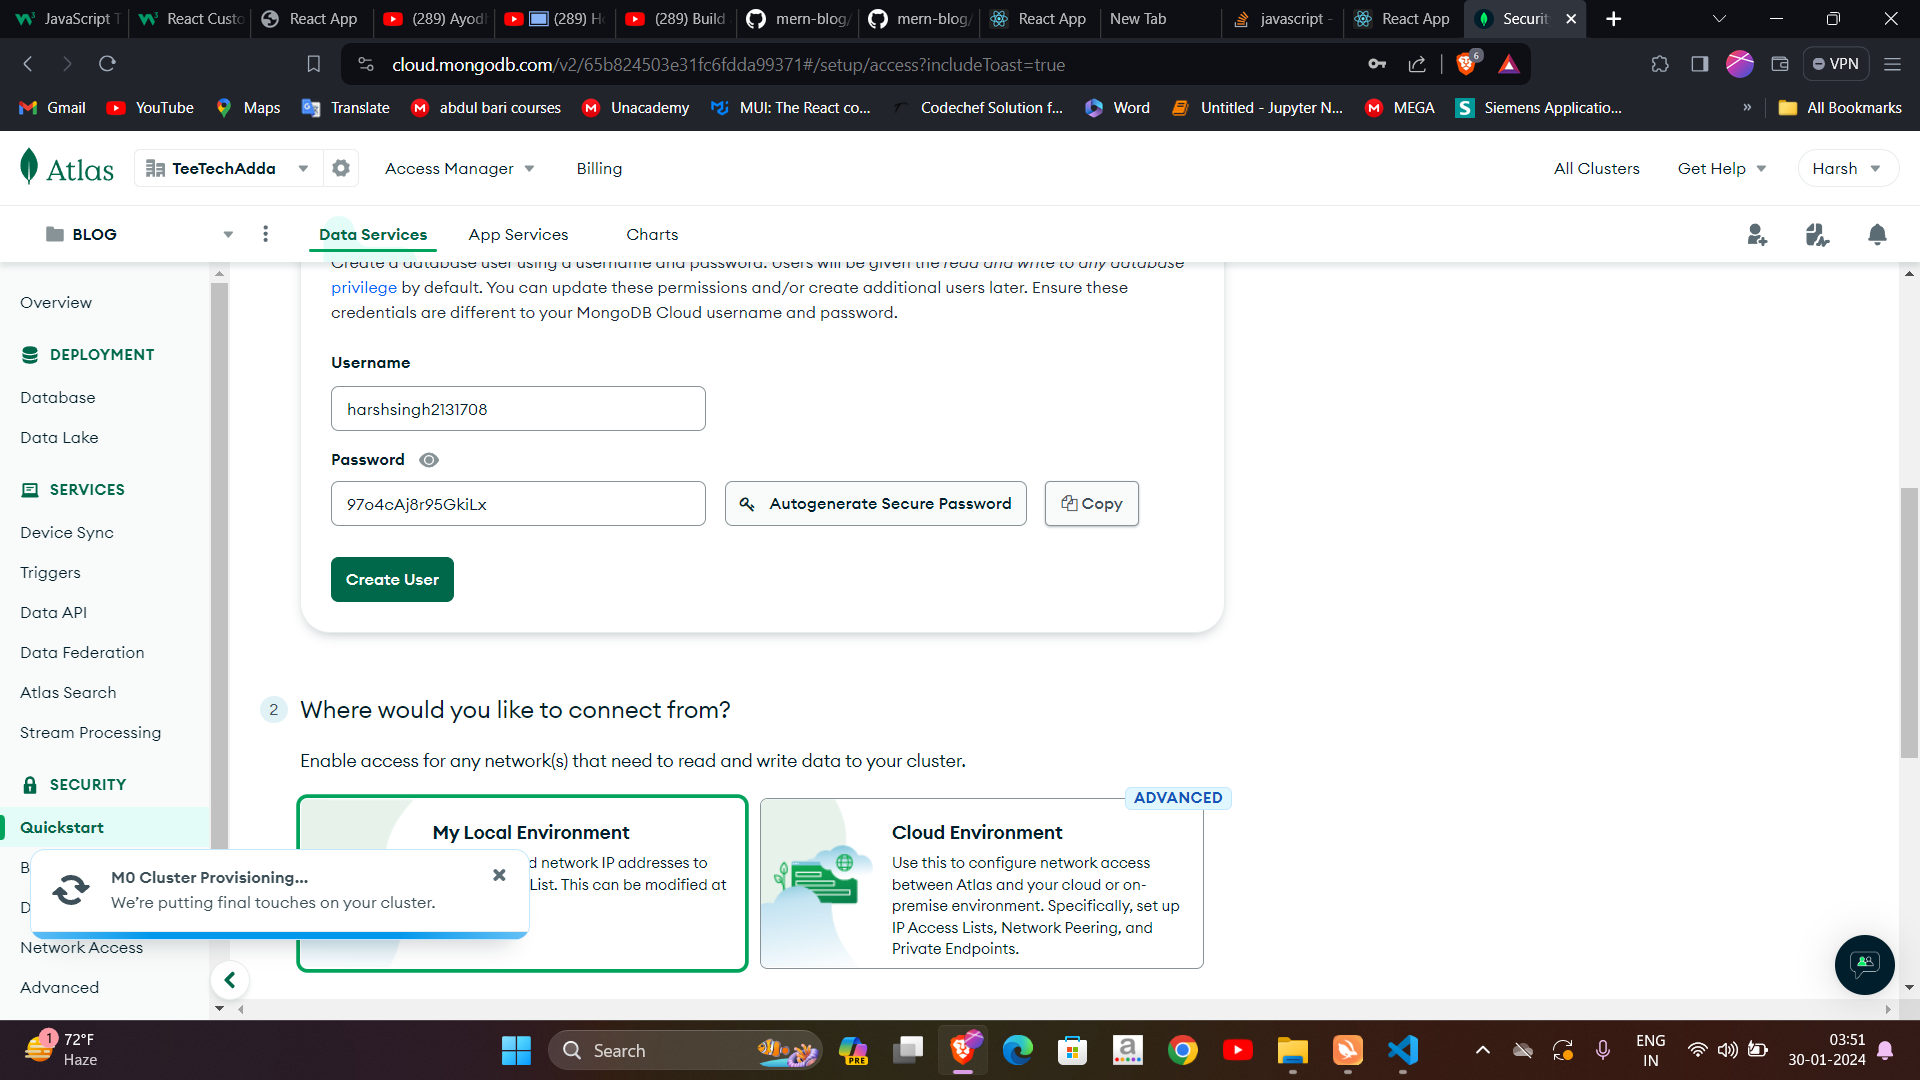 JavaScript T
React Custo
React App
(289) Ayod
(289) H
(289) Build
mern-blog/
mern-blog/
React App
New Tab
javascript -
React App
Securit
cloud.mongodb.com/v2/65b824503e31fc6fdda99371#/setup/access?includeToast=true
6
VPN
Gmail
YouTube
Maps
Translate
abdul bari courses
Unacademy
MUI: The React co...
Codechef Solution f...
Word
Untitled - Jupyter N...
MEGA
Siemens Applicatio...
»
All Bookmarks
Atlas
TeeTechAdda
Access Manager
Billing
All Clusters
Get Help
Harsh
BLOG
Data Services
App Services
Charts
Create a database user using a username and password. Users will be given the read and write to any database
privilege by default. You can update these permissions and/or create additional users later. Ensure these
credentials are different to your MongoDB Cloud username and password.
Overview
DEPLOYMENT
Database
Data Lake
SERVICES
Device Sync
Triggers
Data API
Data Federation
Atlas Search
Stream Processing
SECURITY
Quickstart
B
D
Network Access
Advanced
Username
harshsingh2131708
Password
97o4cAj8r95GkiLx
Autogenerate Secure Password
Copy
Create User
2
Where would you like to connect from?
Enable access for any network(s) that need to read and write data to your cluster.
My Local Environment
d network IP addresses to
List. This can be modified at
ADVANCED
Cloud Environment
Use this to configure network access
between Atlas and your cloud or on-
premise environment. Specifically, set up
IP Access Lists, Network Peering, and
Private Endpoints.
M0 Cluster Provisioning...
We're putting final touches on your cluster.
1
72°F
Haze
Search
PRE
a
ENG
IN
03:51
30-01-2024